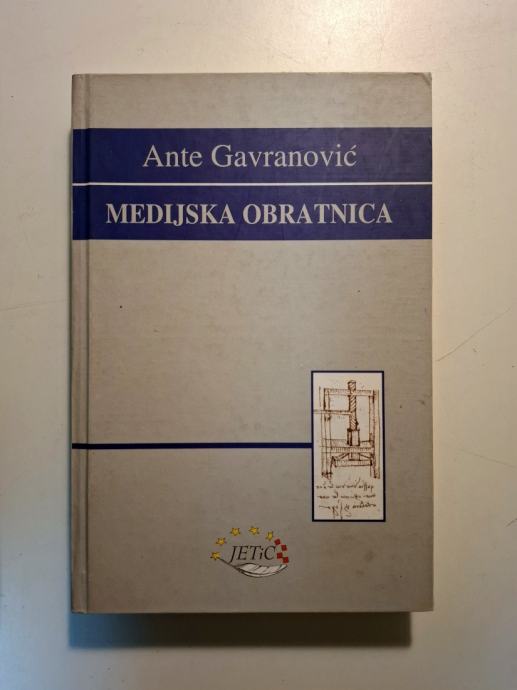 Ante Gavranović
MEDIJSKA OBRATNICA
JETiC